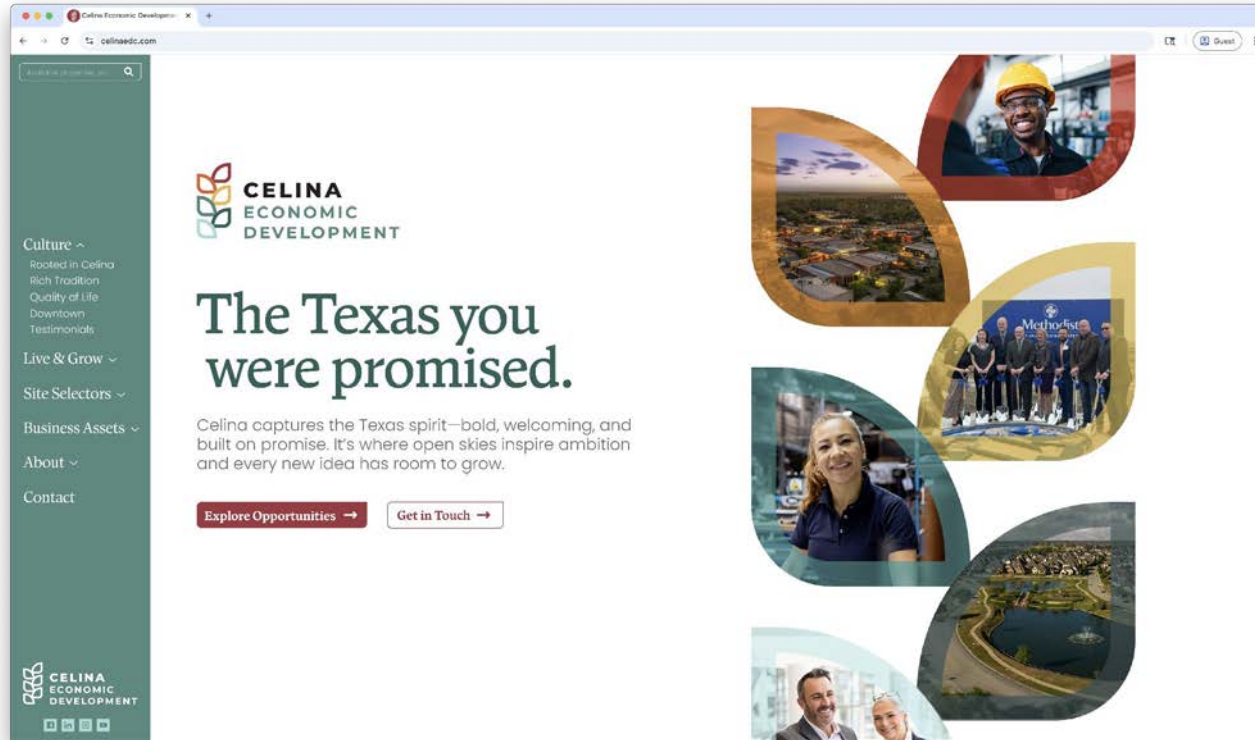 Celina Economic Developme
celinaedc.com
Guest
Culture
Rooted in Celina
Rich Tradition
Quality of Life
Downtown
Testimonials
Live & Grow
Site Selectors
Business Assets
About
Contact
CELINA
ECONOMIC
DEVELOPMENT
CELINA
ECONOMIC
DEVELOPMENT
The Texas you
were promised.
Celina captures the Texas spirit—bold, welcoming, and
built on promise. It's where open skies inspire ambition
and every new idea has room to grow.
Explore Opportunities →
Get in Touch →
Methodist